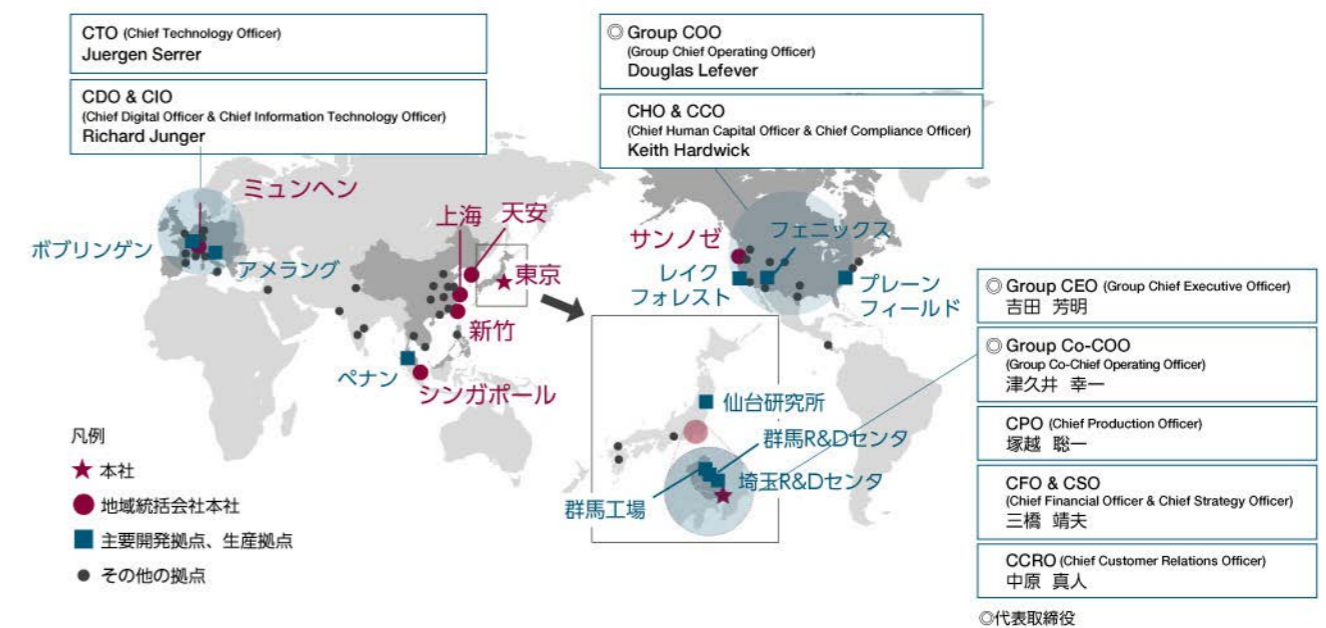 CTO (Chief Technology Officer)
Juergen Serrer
CDO & CIO
(Chief Digital Officer & Chief Information Technology Officer)
Richard Junger
◎ Group COO
(Group Chief Operating Officer)
Douglas Lefever
CHO & CCO
(Chief Human Capital Officer & Chief Compliance Officer)
Keith Hardwick
ミュンヘン
ボブリンゲン
アメラング
上海
天安
東京
新竹
ペナン
シンガポール
サンノゼ
フェニックス
レイク
フォレスト
プレーン
フィールド
◎ Group CEO (Group Chief Executive Officer)
吉田 芳明
◎ Group Co-COO
(Group Co-Chief Operating Officer)
津久井 幸一
CPO (Chief Production Officer)
塚越 聡一
CFO & CSO
(Chief Financial Officer & Chief Strategy Officer)
三橋 靖夫
CCRO (Chief Customer Relations Officer)
中原 真人
◎代表取締役
仙台研究所
群馬R&Dセンタ
埼玉R&Dセンタ
群馬工場
凡例
★ 本社
● 地域統括会社本社
■ 主要開発拠点、生産拠点
● その他の拠点